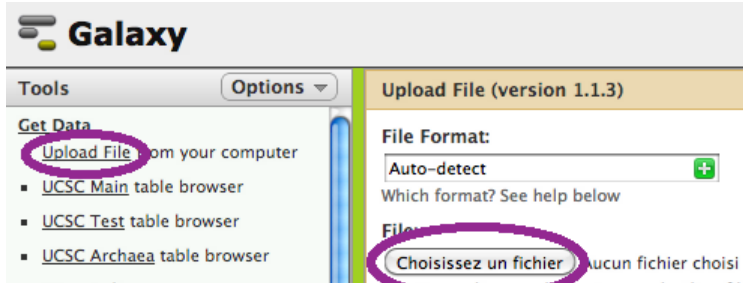 Galaxy
Tools
Options
Get Data
Upload File from your computer
UCSC Main table browser
UCSC Test table browser
UCSC Archaea table browser
Upload File (version 1.1.3)
File Format:
Auto-detect
Which format? See help below
File:
Choisissez un fichier Aucun fichier choisi